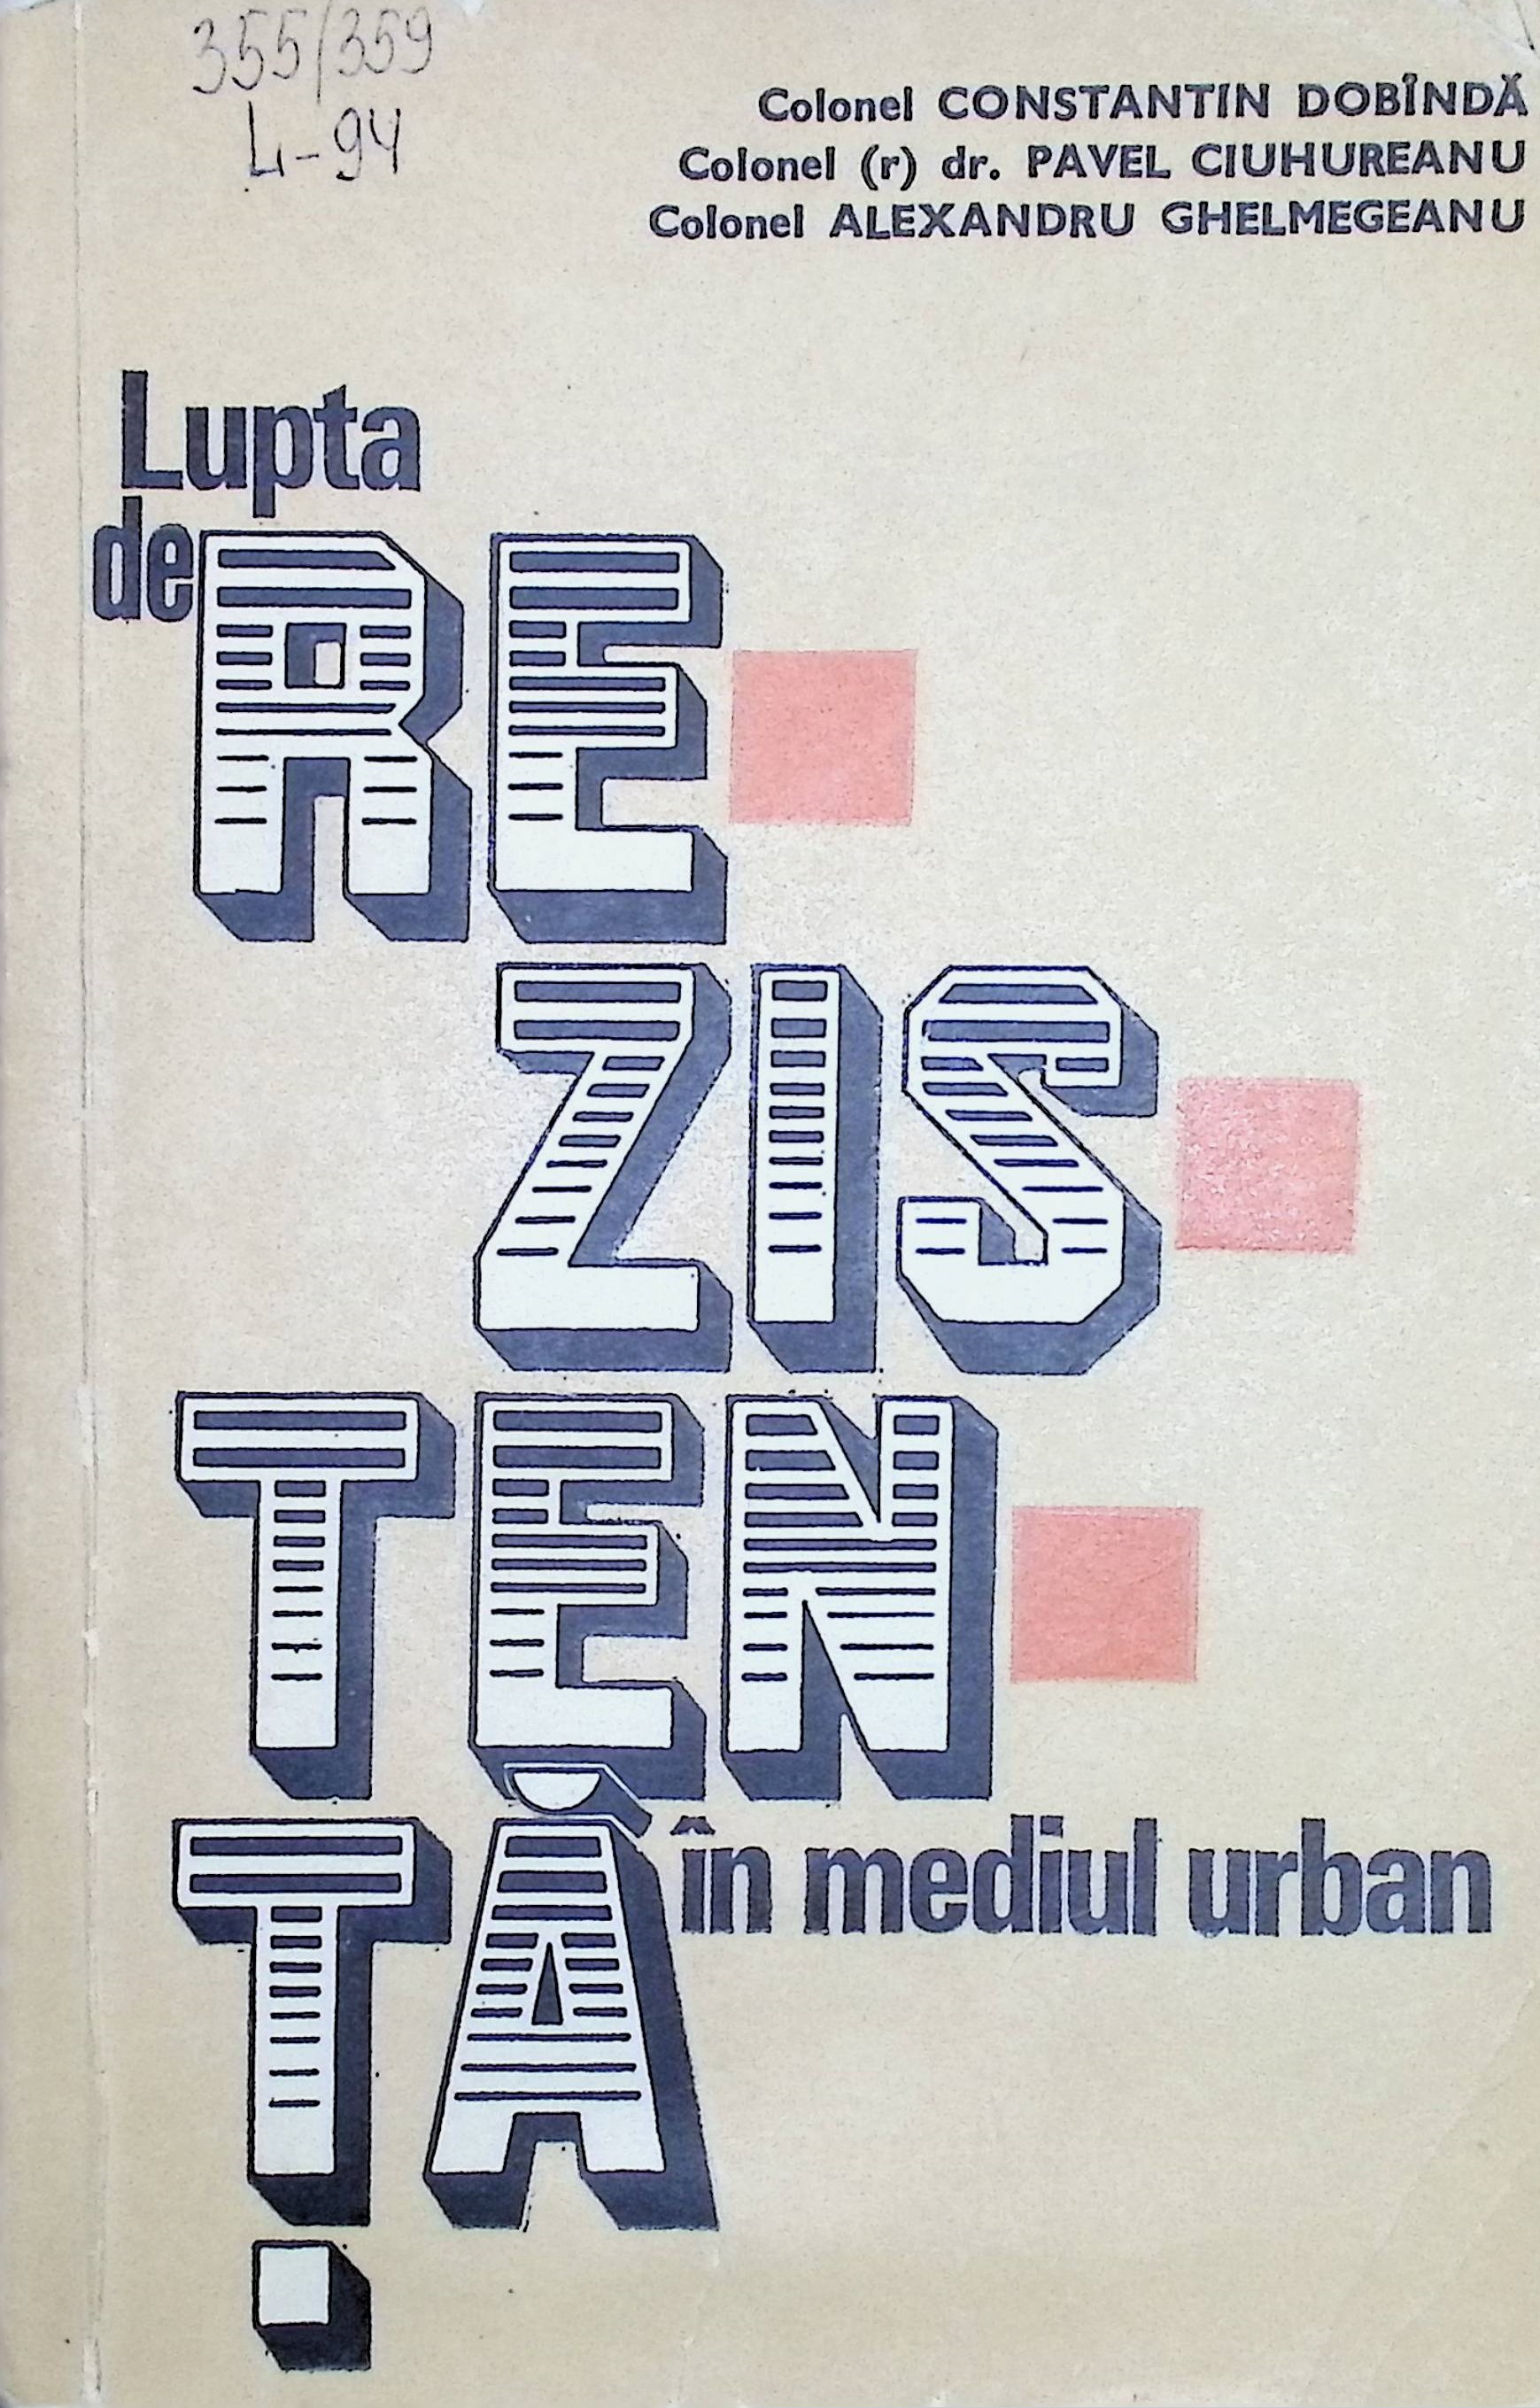 355/359
L-94
Colonel CONSTANTIN DOBÎNDĂ
Colonel (r) dr. PAVEL CIUHUREANU
Colonel ALEXANDRU GHELMEGEANU
Lupta
de RE
ZIS
TEN
ȚĂ în mediul urban